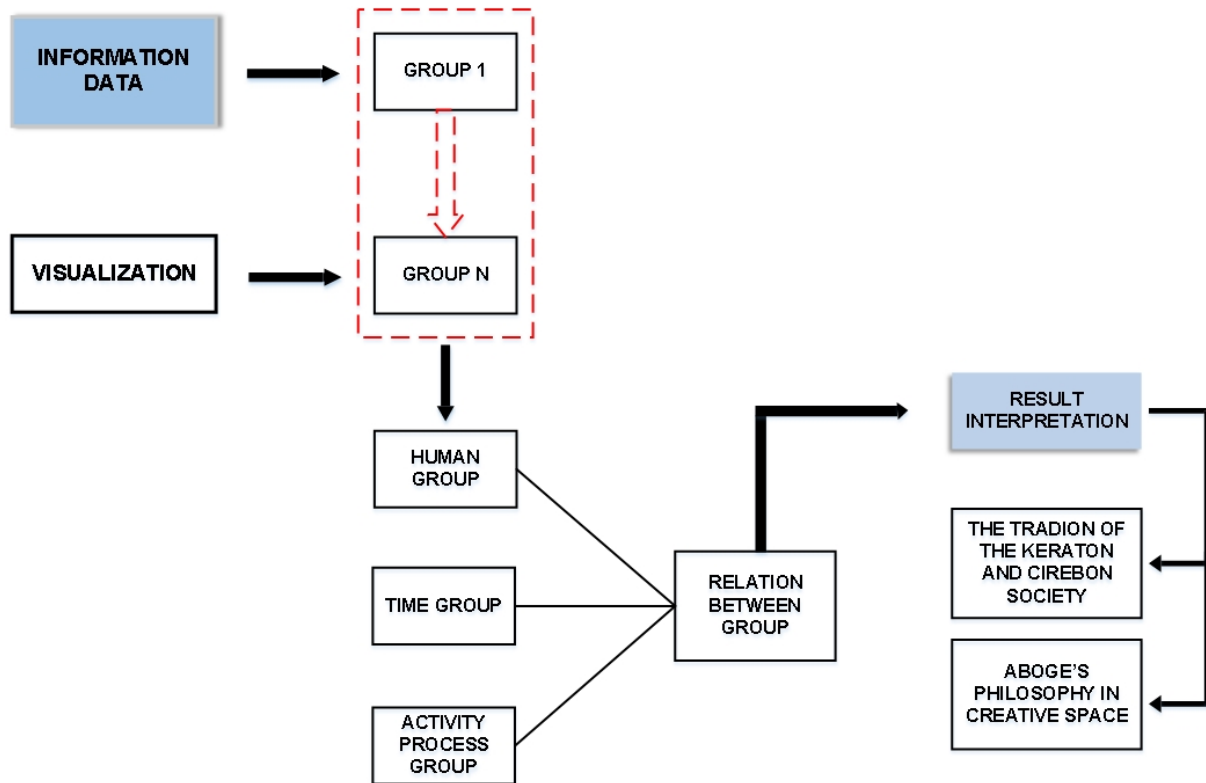 INFORMATION
DATA
GROUP 1
VISUALIZATION
GROUP N
HUMAN
GROUP
TIME GROUP
ACTIVITY
PROCESS
GROUP
RELATION
BETWEEN
GROUP
RESULT
INTERPRETATION
THE TRADION OF
THE KERATON
AND CIREBON
SOCIETY
ABOGE'S
PHILOSOPHY IN
CREATIVE SPACE